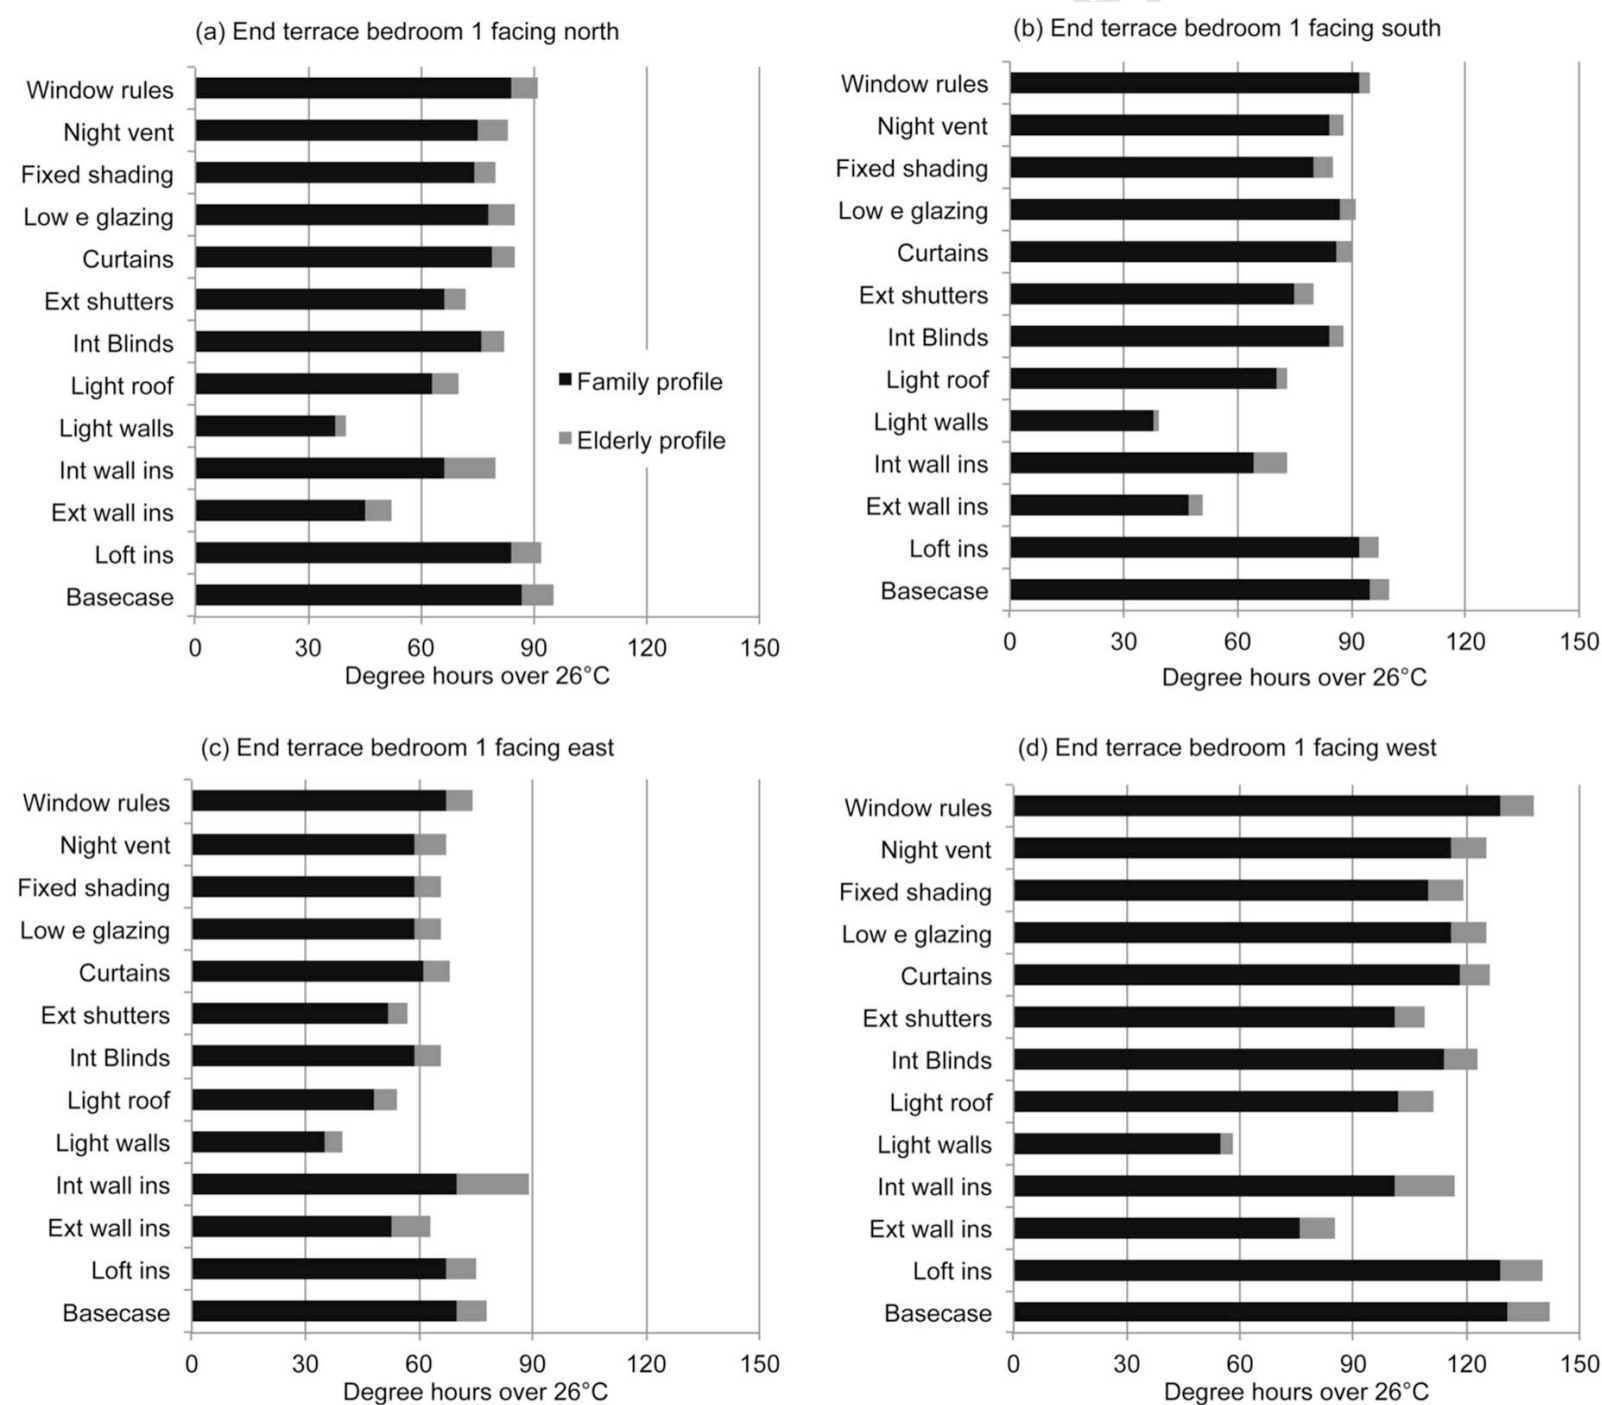 (a) End terrace bedroom 1 facing north
Window rules
Night vent
Fixed shading
Low e glazing
Curtains
Ext shutters
Int Blinds
Light roof
Light walls
Int wall ins
Ext wall ins
Loft ins
Basecase
Family profile
Elderly profile
0 30 60 90 120 150
Degree hours over 26°C
(b) End terrace bedroom 1 facing south
Window rules
Night vent
Fixed shading
Low e glazing
Curtains
Ext shutters
Int Blinds
Light roof
Light walls
Int wall ins
Ext wall ins
Loft ins
Basecase
0 30 60 90 120 150
Degree hours over 26°C
(c) End terrace bedroom 1 facing east
Window rules
Night vent
Fixed shading
Low e glazing
Curtains
Ext shutters
Int Blinds
Light roof
Light walls
Int wall ins
Ext wall ins
Loft ins
Basecase
0 30 60 90 120 150
Degree hours over 26°C
(d) End terrace bedroom 1 facing west
Window rules
Night vent
Fixed shading
Low e glazing
Curtains
Ext shutters
Int Blinds
Light roof
Light walls
Int wall ins
Ext wall ins
Loft ins
Basecase
0 30 60 90 120 150
Degree hours over 26°C